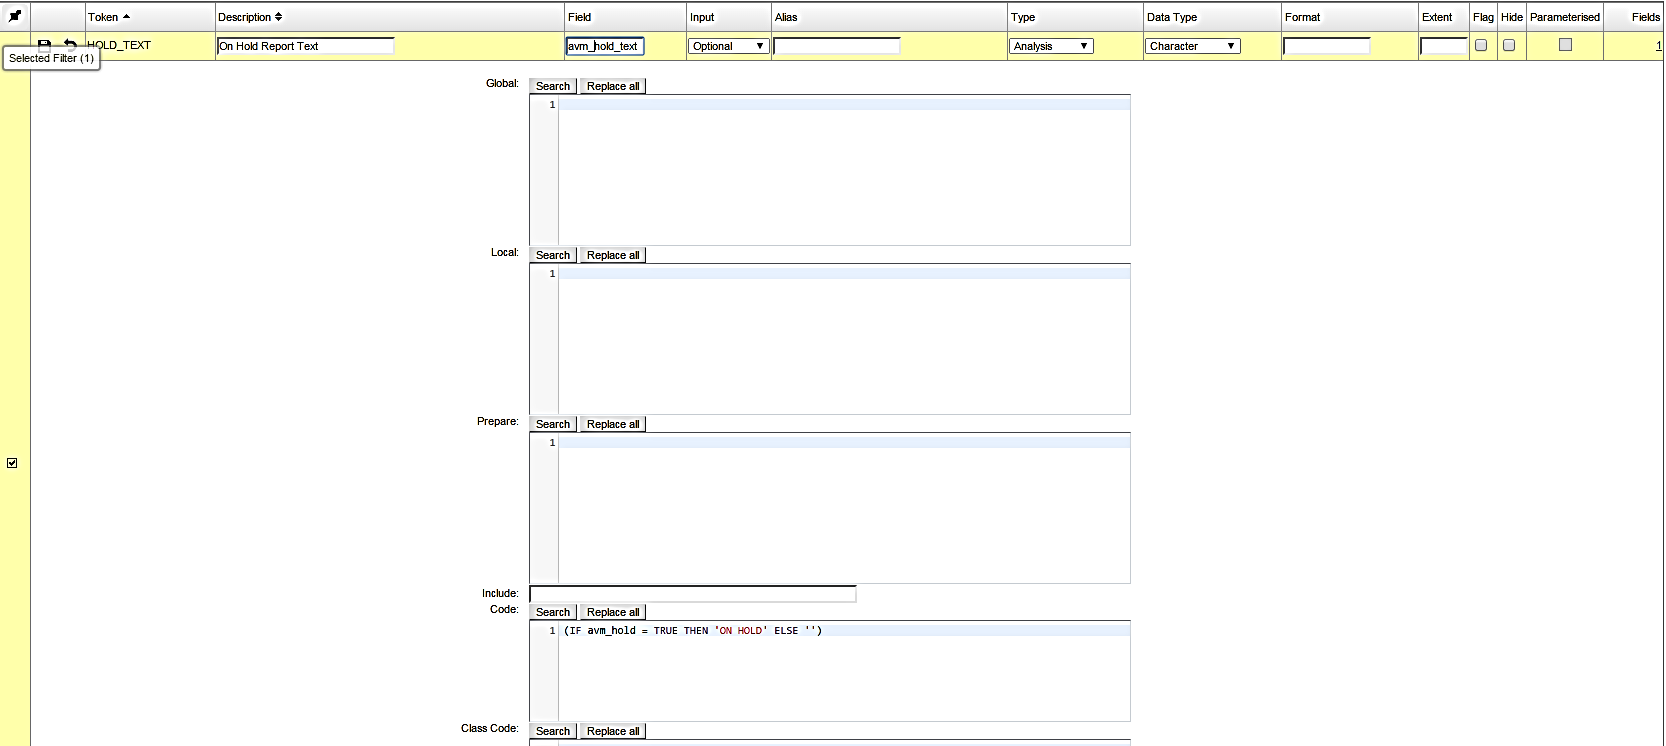 Token Description Field Input Alias Type Data Type Format Extent Flag Hide Parameterised Fields
HOLD_TEXT On Hold Report Text avm_hold_text Optional Analysis Character 1
Selected Filter (1)
Global: Search Replace all
1
Local: Search Replace all
1
Prepare: Search Replace all
1
Include:
Code: Search Replace all
1 (IF avm_hold = TRUE THEN 'ON HOLD' ELSE '')
Class Code: Search Replace all